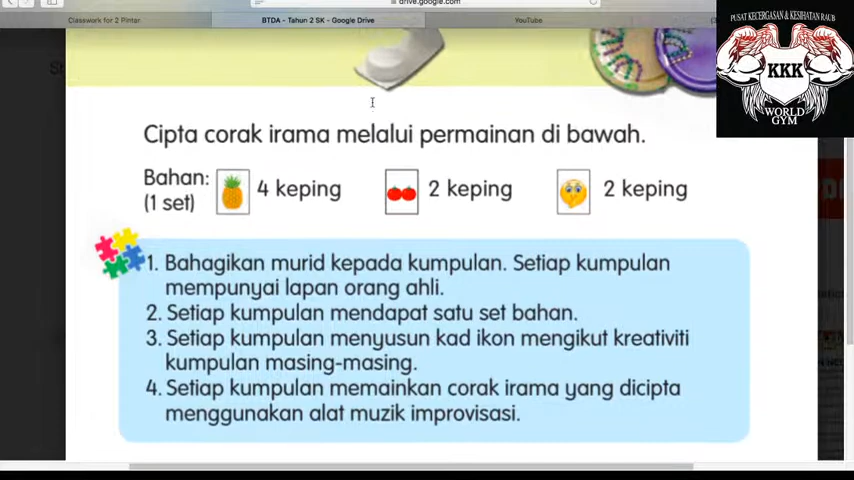 drive.google.com
Classwork for 2 Pintar
BTDA - Tahun 2 SK - Google Drive
YouTube
PUSAT KECERGASAN & KESIHATAN RAUB
KKK
WORLD
GYM
Cipta corak irama melalui permainan di bawah.
Bahan:
(1 set)
4 keping
2 keping
2 keping
1. Bahagikan murid kepada kumpulan. Setiap kumpulan
mempunyai lapan orang ahli.
2. Setiap kumpulan mendapat satu set bahan.
3. Setiap kumpulan menyusun kad ikon mengikut kreativiti
kumpulan masing-masing.
4. Setiap kumpulan memainkan corak irama yang dicipta
menggunakan alat muzik improvisasi.